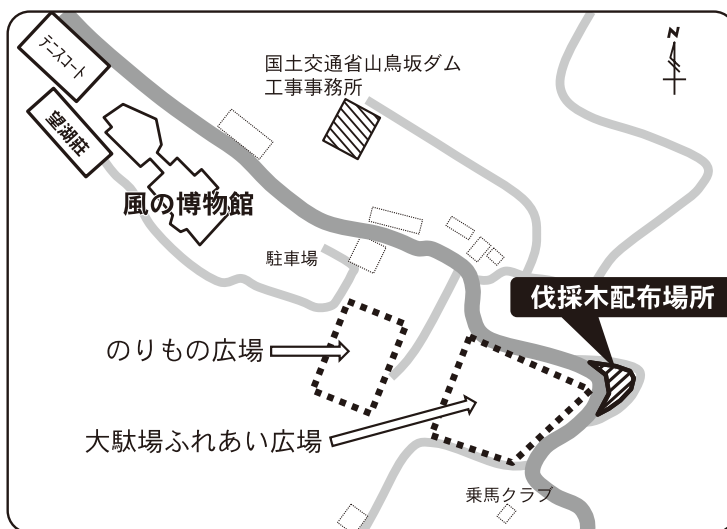 テニスコート
望湖荘
風の博物館
国土交通省山鳥坂ダム
工事事務所
N
駐車場
伐採木配布場所
のりもの広場
大駄場ふれあい広場
乗馬クラブ